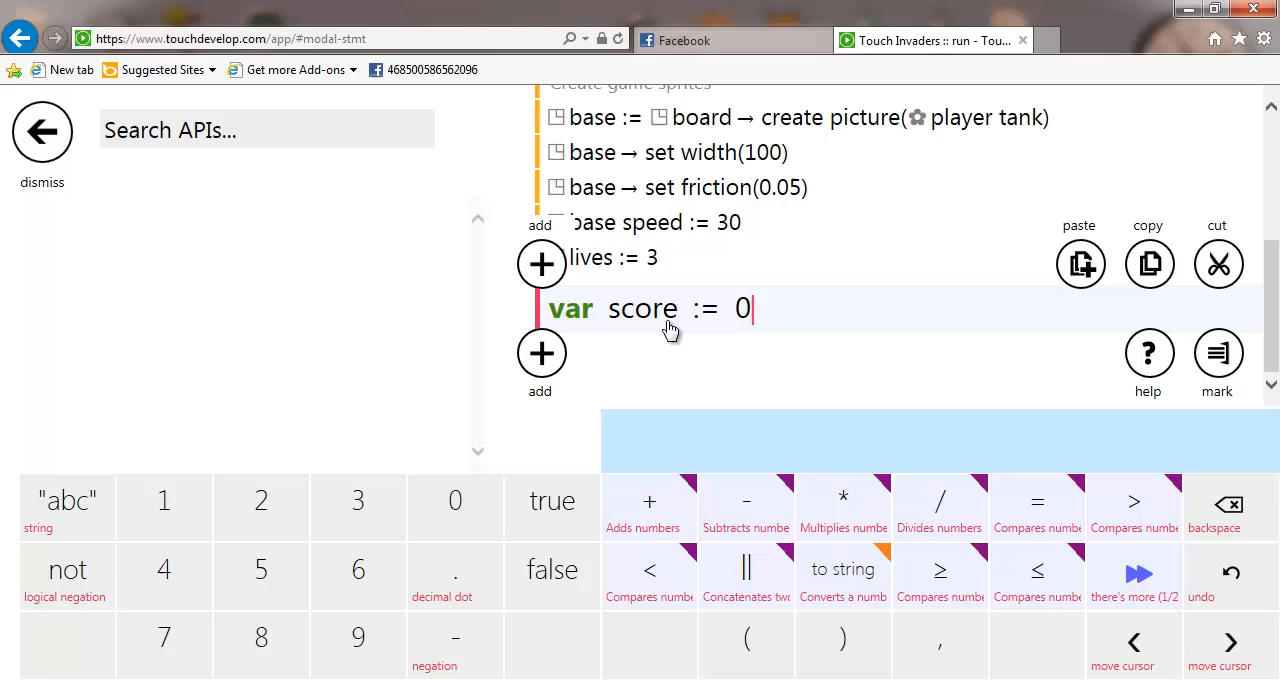 https://www.touchdevelop.com/app/#modal-stmt
Facebook
Touch Invaders :: run - Tou...
New tab
Suggested Sites
Get more Add-ons
468500586562096
Search APIs...
dismiss
Create game sprites
base := board → create picture(✿ player tank)
base → set width(100)
base → set friction(0.05)
base speed := 30
lives := 3
var score := 0
add
add
paste
copy
cut
help
mark
"abc" 1 2 3 0 true + - * / = >
string Adds numbers Subtracts numbe Multiplies numbe Divides numbers Compares numbe Compares numbe backspace
not 4 5 6 . false < || to string ≥ ≤
logical negation decimal dot Compares numbe Concatenates two Converts a numb Compares numbe Compares numbe there's more (1/2 undo
7 8 9 - ( ) , ‹ ›
negation move cursor move cursor